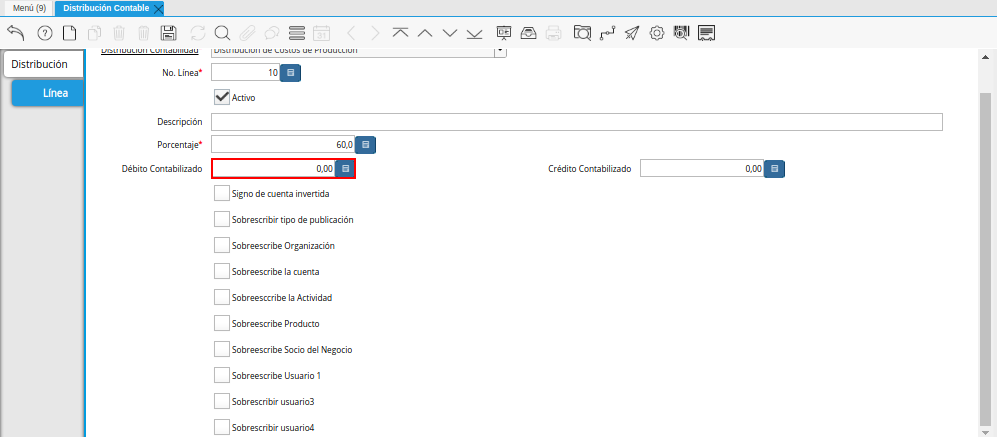 Menú (9) Distribución Contable
31
Distribución
Línea
Distribución Contabilidad Distribución de Costos de Producción
No. Línea* 10
Activo
Descripción
Porcentaje* 60,0
Débito Contabilizado 0,00 Crédito Contabilizado 0,00
Signo de cuenta invertida
Sobrescribir tipo de publicación
Sobreescribe Organización
Sobreescribe la cuenta
Sobreesccribe la Actividad
Sobreescribe Producto
Sobreescribe Socio del Negocio
Sobreescribe Usuario 1
Sobrescribir usuario3
Sobrescribir usuario4